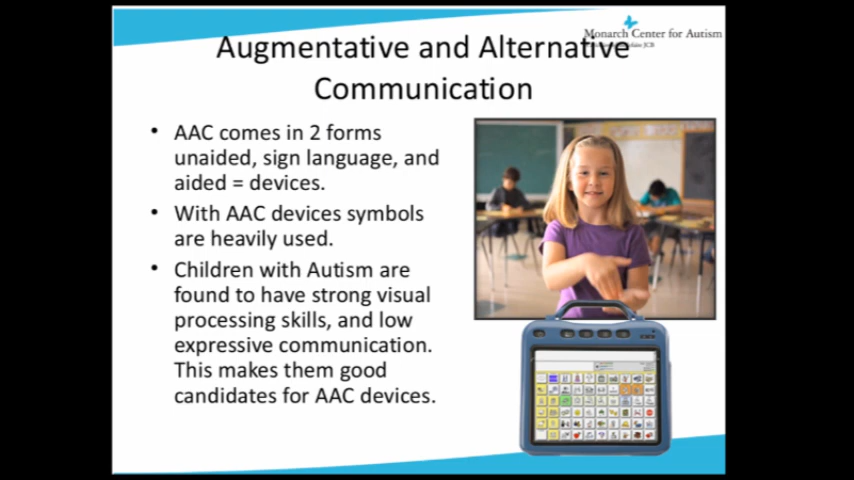 Monarch Center for Autism
Augmentative and Alternative
Communication
• AAC comes in 2 forms
unaided, sign language, and
aided = devices.
• With AAC devices symbols
are heavily used.
• Children with Autism are
found to have strong visual
processing skills, and low
expressive communication.
This makes them good
candidates for AAC devices.